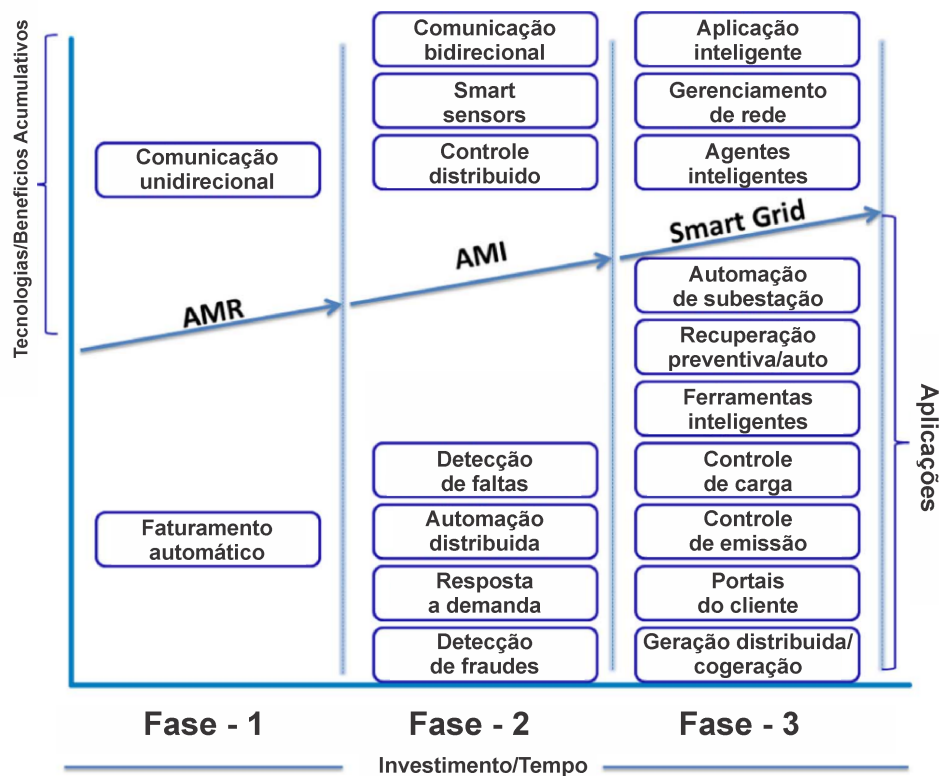 Tecnologias/Benefícios Acumulativos
Comunicação
unidirecional
AMR
Faturamento
automático
Comunicação
bidirecional
Smart
sensors
Controle
distribuido
AMI
Detecção
de faltas
Automação
distribuida
Resposta
a demanda
Detecção
de fraudes
Aplicação
inteligente
Gerenciamento
de rede
Agentes
inteligentes
Smart Grid
Automação
de subestação
Recuperação
preventiva/auto
Ferramentas
inteligentes
Controle
de carga
Controle
de emissão
Portais
do cliente
Geração distribuida/
cogeração
Aplicações
Fase - 1
Fase - 2
Fase - 3
Investimento/Tempo